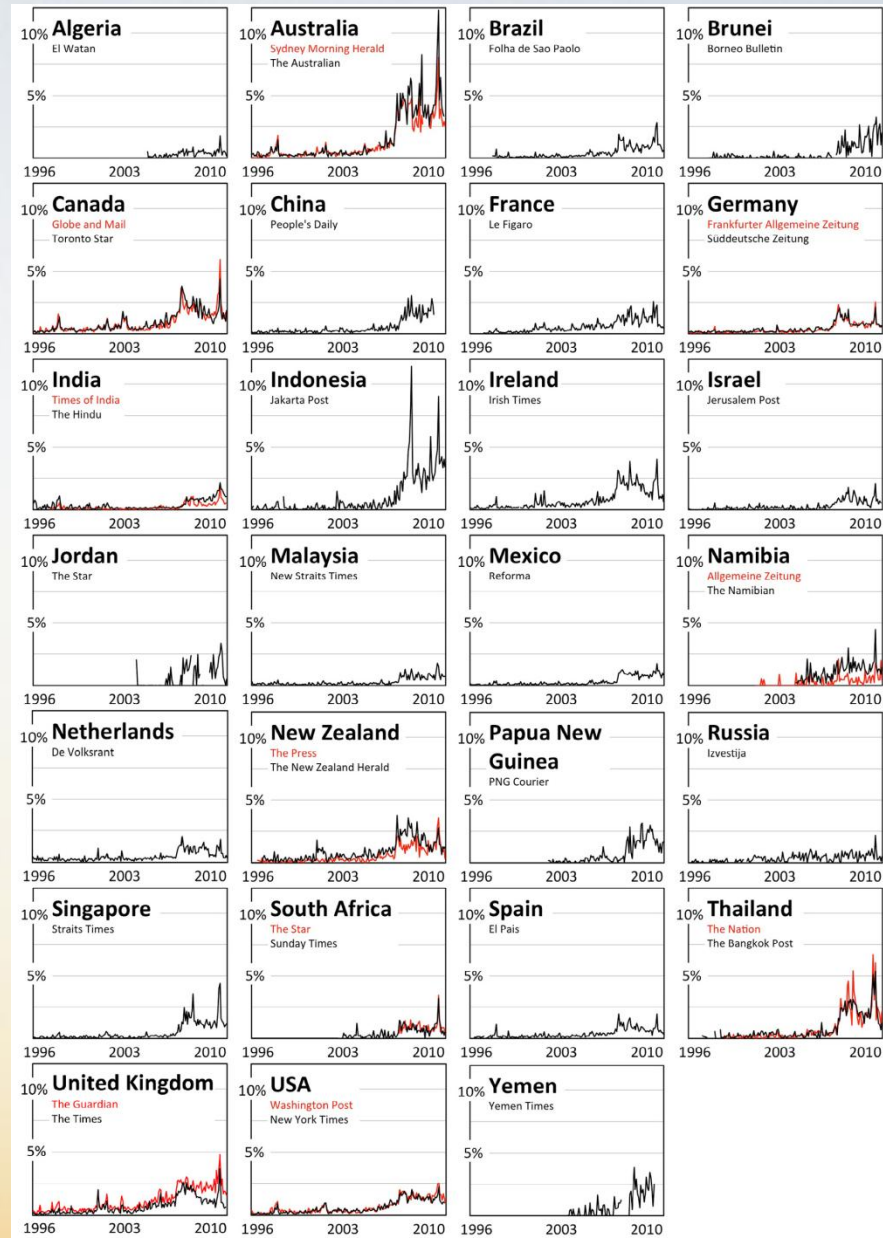 Algeria
El Watan
10%
5%
1996 2003 2010
Australia
Sydney Morning Herald
The Australian
10%
5%
1996 2003 2010
Brazil
Folha de Sao Paolo
10%
5%
1996 2003 2010
Brunei
Borneo Bulletin
10%
5%
1996 2003 2010
Canada
Globe and Mail
Toronto Star
10%
5%
1996 2003 2010
China
People's Daily
10%
5%
1996 2003 2010
France
Le Figaro
10%
5%
1996 2003 2010
Germany
Frankfurter Allgemeine Zeitung
Süddeutsche Zeitung
10%
5%
1996 2003 2010
India
Times of India
The Hindu
10%
5%
1996 2003 2010
Indonesia
Jakarta Post
10%
5%
1996 2003 2010
Ireland
Irish Times
10%
5%
1996 2003 2010
Israel
Jerusalem Post
10%
5%
1996 2003 2010
Jordan
The Star
10%
5%
1996 2003 2010
Malaysia
New Straits Times
10%
5%
1996 2003 2010
Mexico
Reforma
10%
5%
1996 2003 2010
Namibia
Allgemeine Zeitung
The Namibian
10%
5%
1996 2003 2010
Netherlands
De Volksrant
10%
5%
1996 2003 2010
New Zealand
The Press
The New Zealand Herald
10%
5%
1996 2003 2010
Papua New
Guinea
PNG Courier
10%
5%
1996 2003 2010
Russia
Izvestija
10%
5%
1996 2003 2010
Singapore
Straits Times
10%
5%
1996 2003 2010
South Africa
The Star
Sunday Times
10%
5%
1996 2003 2010
Spain
El Pais
10%
5%
1996 2003 2010
Thailand
The Nation
The Bangkok Post
10%
5%
1996 2003 2010
United Kingdom
The Guardian
The Times
10%
5%
1996 2003 2010
USA
Washington Post
New York Times
10%
5%
1996 2003 2010
Yemen
Yemen Times
10%
5%
1996 2003 2010